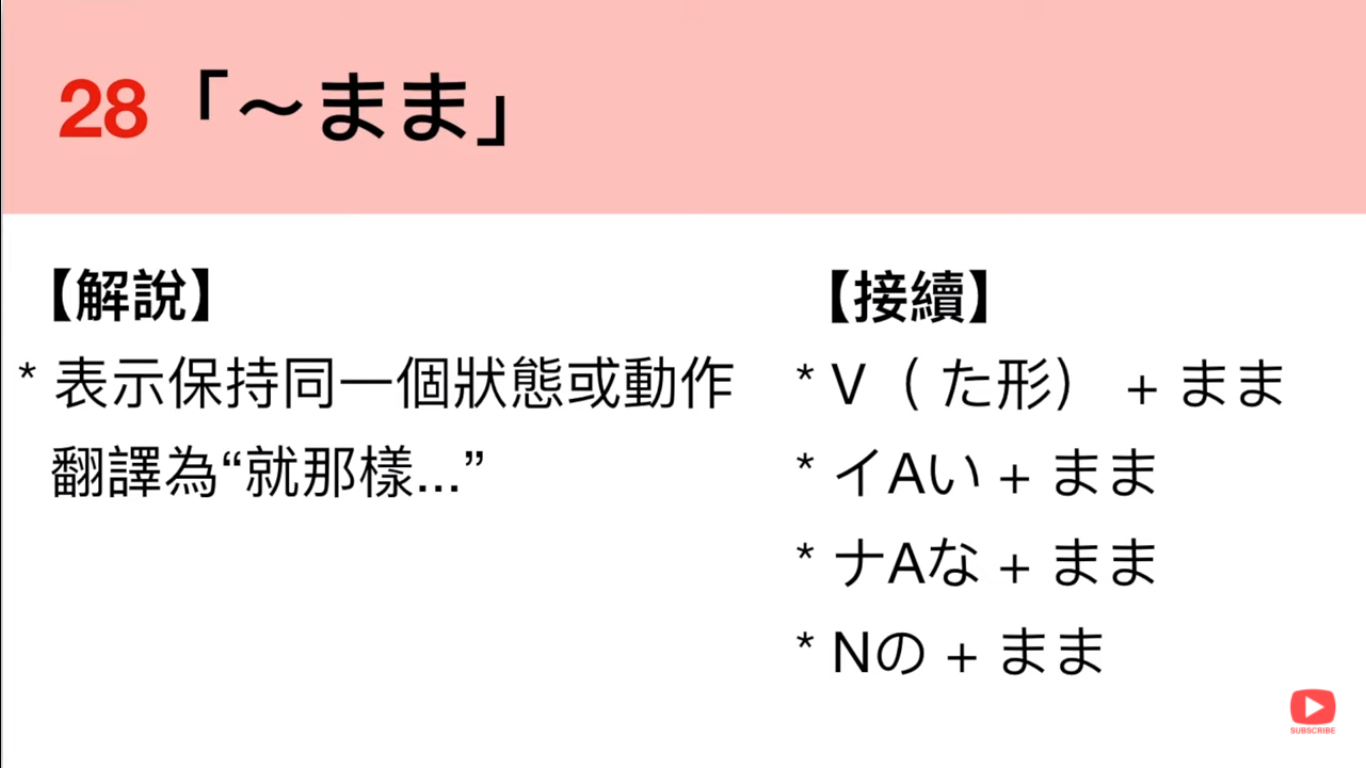 28「～まま」
【解說】
* 表示保持同一個狀態或動作
翻譯為“就那樣...”
【接續】
* V（ た形） + まま
* イAい + まま
* ナAな + まま
* Nの + まま
SUBSCRIBE